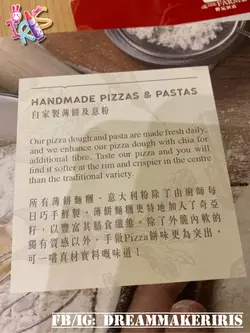 IRIS
FARM
HANDMADE PIZZAS & PASTAS
自家製薄餅及意粉
Our pizza dough and pasta are made fresh daily,
and we enhance our pizza dough with chia for
additional fibre. Taste our pizza and you will
find it softer at the rim and crisper in the centre
than the traditional variety.
所有薄餅麵糰、意大利粉除了由廚師每
日巧手鮮製，薄餅麵糰更特地加入了奇亞
籽，以豐富其膳食纖維。除了外脆內軟的
獨有質感以外，手做Pizza餅味更為突出，
可一嚐真材實料嘅味道！
FB/IG: DREAMMAKERIRIS